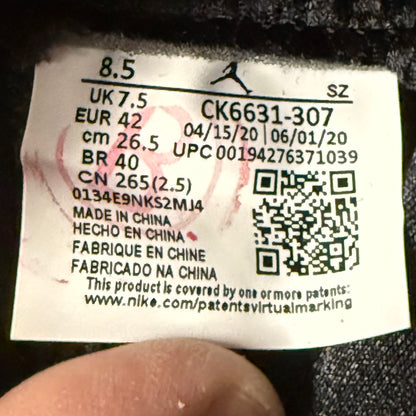 8.5 SZ
UK 7.5 CK6631-307
EUR 42 04/15/20 | 06/01/20
cm 26.5 UPC 00194276371039
BR 40
CN 265(2.5)
0134E9NKS2MJ4
MADE IN CHINA
HECHO EN CHINA
FABRIQUE EN CHINE
FABRICADO NA CHINA
This product is covered by one or more patents:
www.nike.com/patentsvirtualmarking